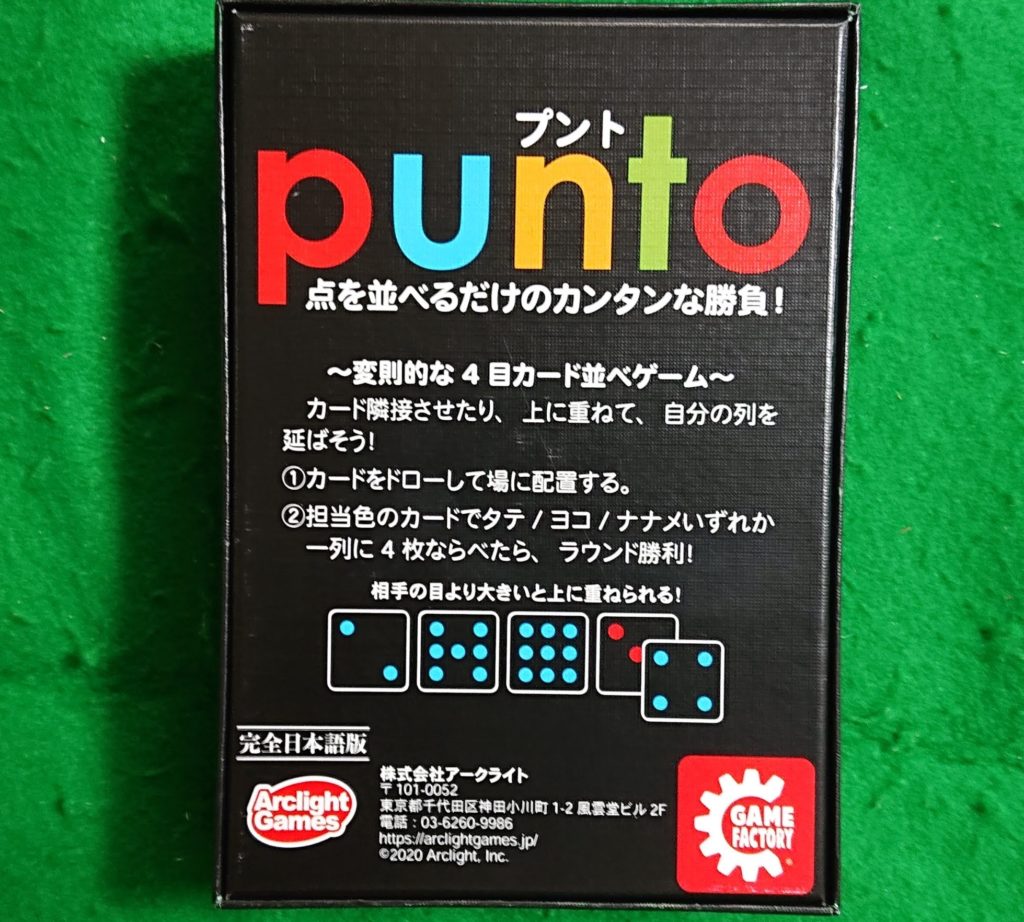 プント
punto
点を並べるだけのカンタンな勝負!
～変則的な4目カード並べゲーム～
カード隣接させたり、上に重ねて、自分の列を
延ばそう!
①カードをドローして場に配置する。
②担当色のカードでタテ/ヨコ/ナナメいずれか
一列に4枚ならべたら、ラウンド勝利!
相手の目より大きいと上に重ねられる!
完全日本語版
Arclight
Games
株式会社アークライト
〒101-0052
東京都千代田区神田小川町1-2 風雲堂ビル2F
電話：03-6260-9986
https://arclightgames.jp/
©2020 Arclight, Inc.
GAME
FACTORY